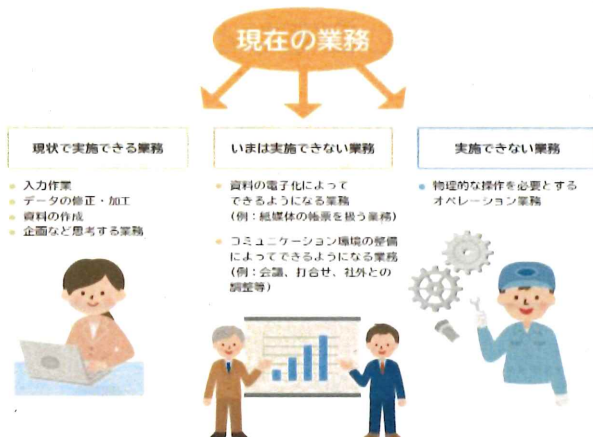 現在の業務
現状で実施できる業務
入力作業
データの修正・加工
資料の作成
企画など思考する業務
いまは実施できない業務
資料の電子化によって
できるようになる業務
(例:紙媒体の帳票を扱う業務)
コミュニケーション環境の整備
によってできるようになる業務
(例:会議、打合せ、社外との
調整等)
実施できない業務
物理的な操作を必要とする
オペレーション業務